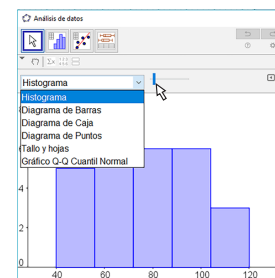 Análisis de datos
Histograma
Histograma
Diagrama de Barras
Diagrama de Caja
Diagrama de Puntos
Tallo y hojas
Gráfico Q-Q Cuantil Normal
4
2
0
40 60 80 100 120